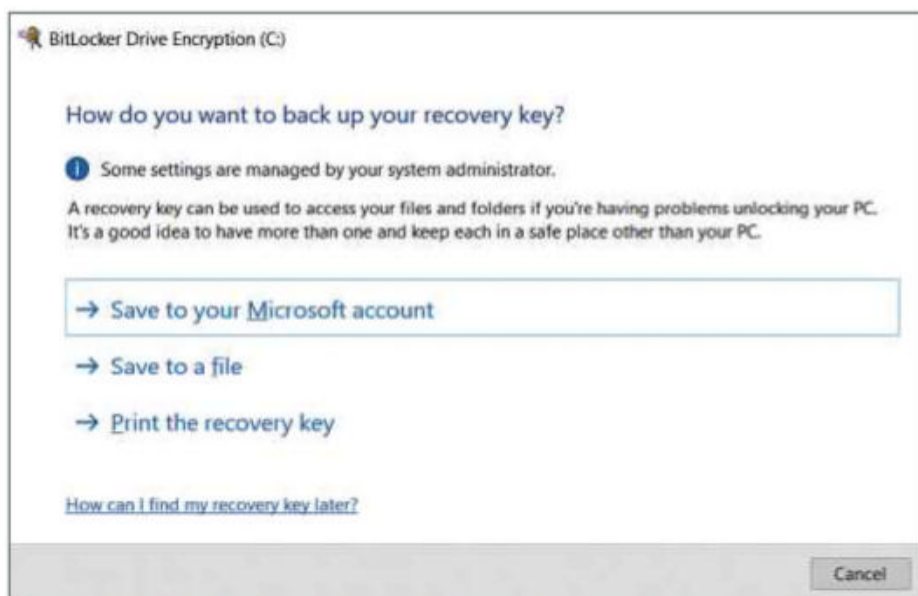 BitLocker Drive Encryption (C:)
How do you want to back up your recovery key?
Some settings are managed by your system administrator.
A recovery key can be used to access your files and folders if you're having problems unlocking your PC.
It's a good idea to have more than one and keep each in a safe place other than your PC.
→ Save to your Microsoft account
→ Save to a file
→ Print the recovery key
How can I find my recovery key later?
Cancel